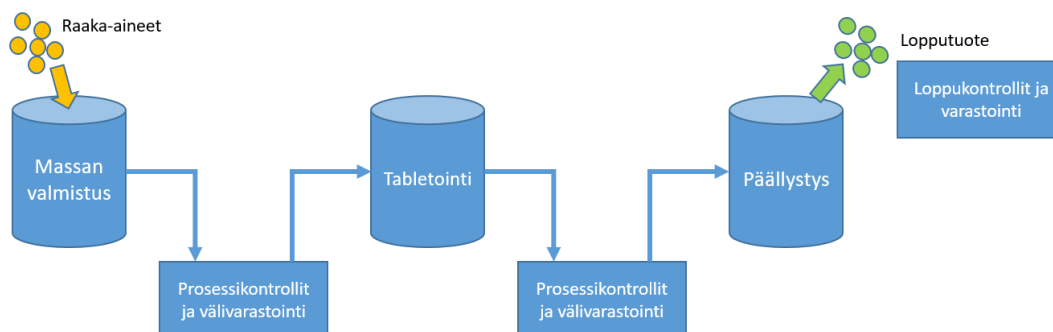 Raaka-aineet
Lopputuote
Loppukontrollit ja
varastointi
Massan
valmistus
Tabletointi
Päällystys
Prosessikontrollit
ja välivarastointi
Prosessikontrollit
ja välivarastointi